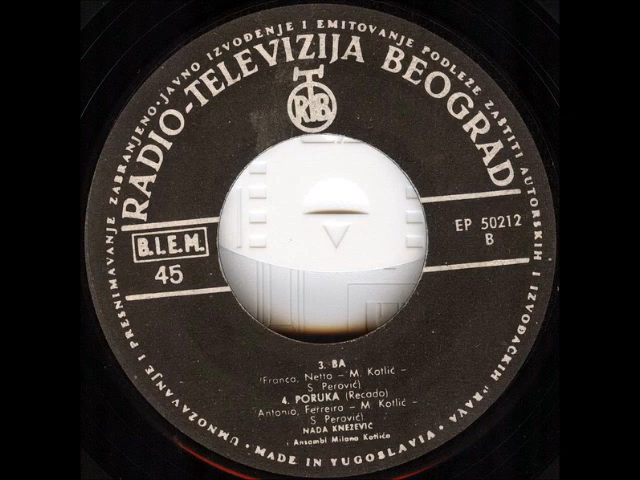 UMNOŽAVANJE I PRESNIMAVANJE ZABRANJENO·JAVNO IZVOĐENJE I EMITOVANJE PODLEŽE ZAŠTITI AUTORSKIH I IZVOĐAČKIH PRAVA·
RADIO-TELEVIZIJA BEOGRAD
RTB
B.I.E.M.
45
EP 50212
B
3. BA
(Franco, Netto – M. Kotlić –
S. Perović)
4. PORUKA (Recado)
(Antonio, Ferreira – M. Kotlić –
S. Perović)
NADA KNEZEVIĆ
i Ansambl Milana Kotlića
MADE IN YUGOSLAVIA